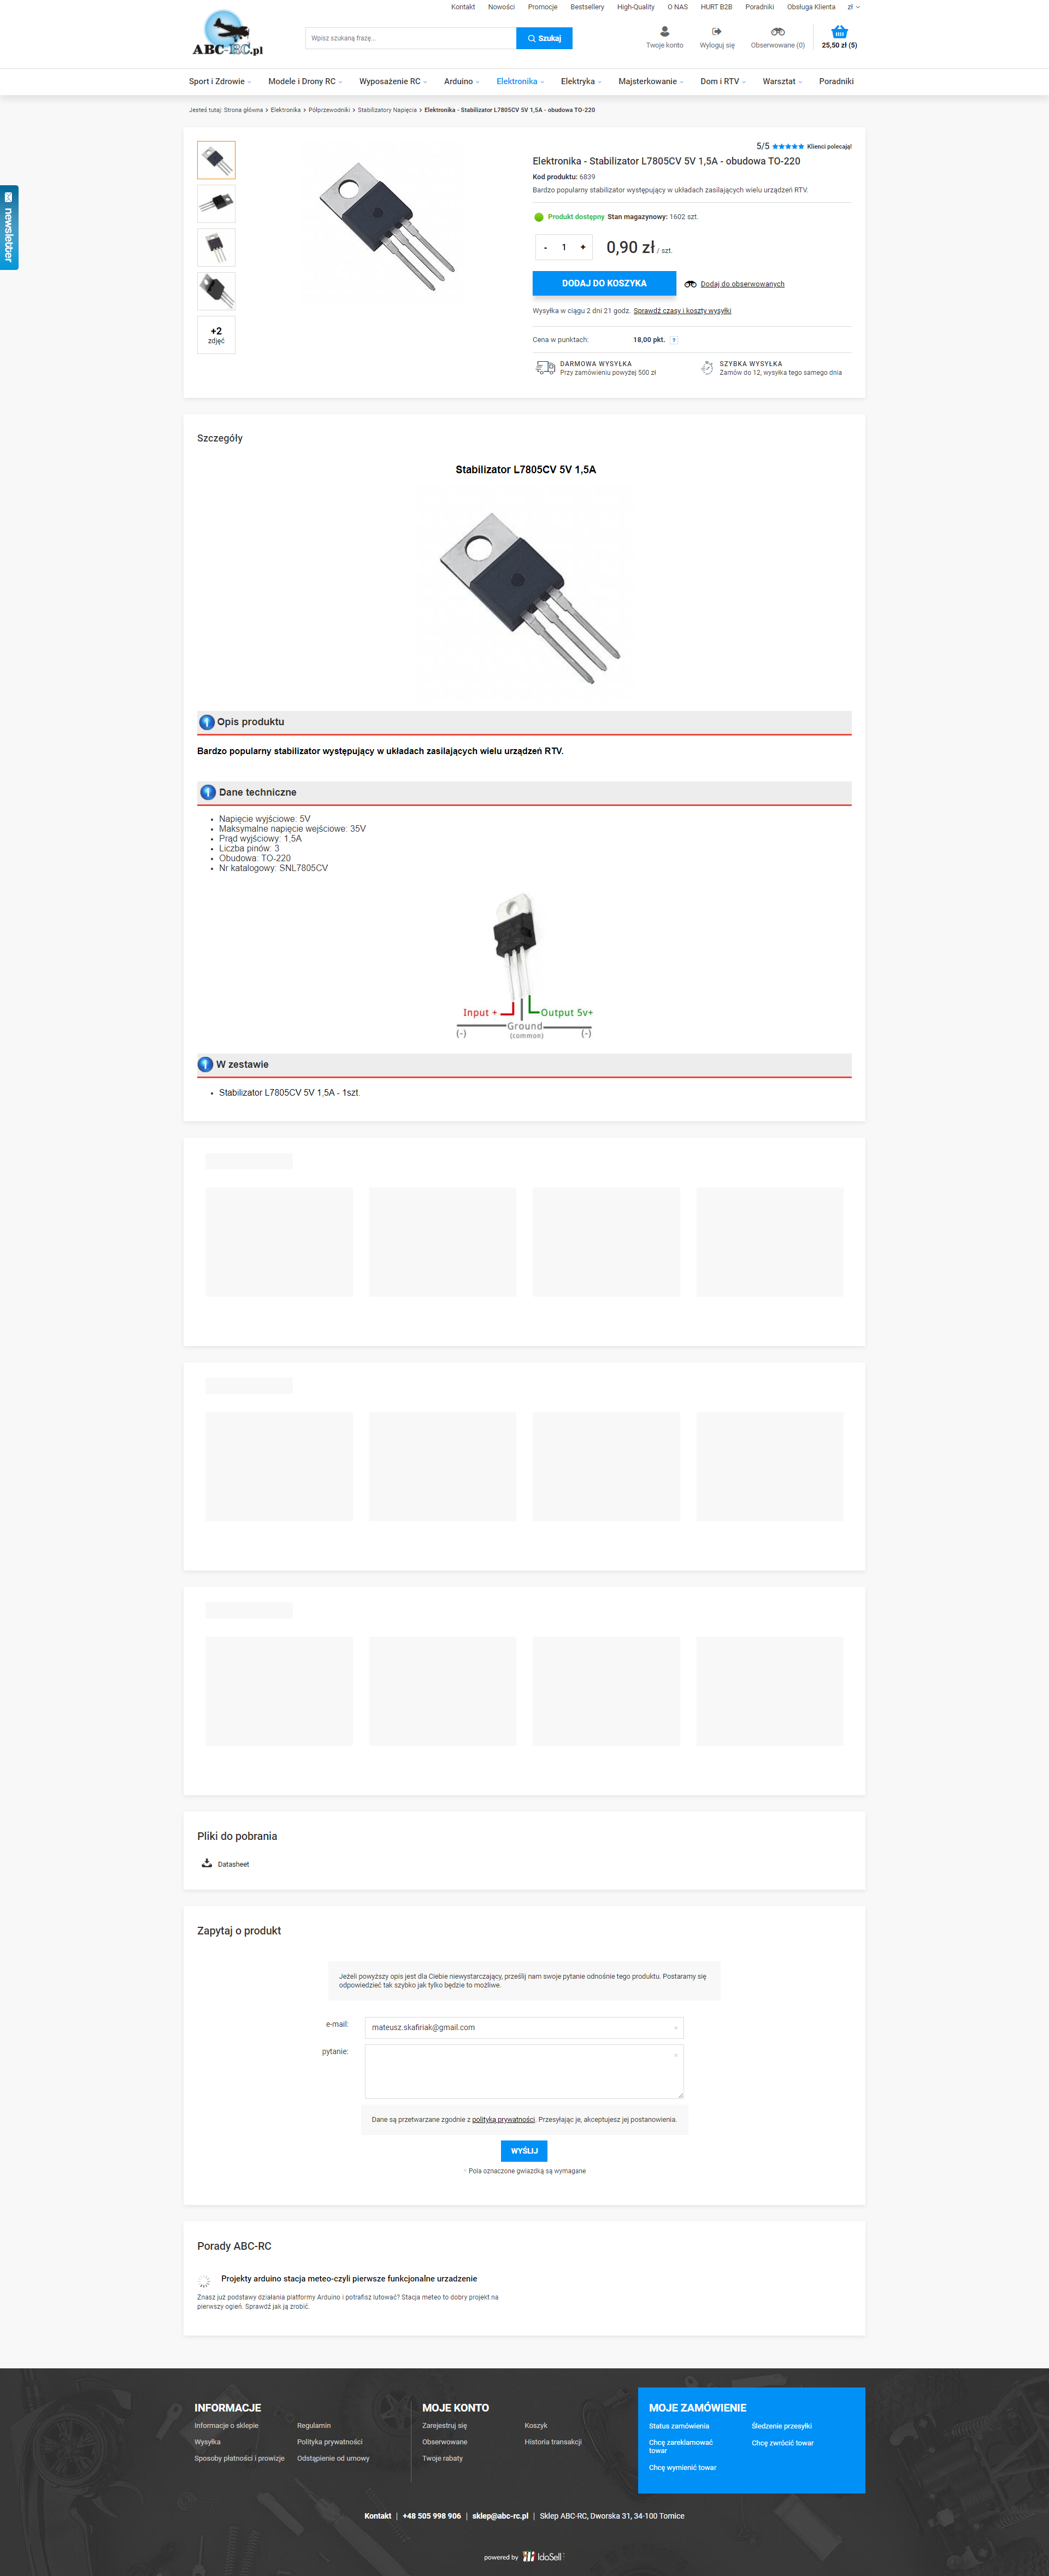 Kontakt Nowości Promocje Bestsellery High-Quality O NAS HURT B2B Poradniki Obsługa Klienta zł
ABC-RC.pl
Wpisz szukaną frazę...
Szukaj
Twoje konto
Wyloguj się
Obserwowane (0)
25,50 zł (5)
Sport i Zdrowie Modele i Drony RC Wyposażenie RC Arduino Elektronika Elektryka Majsterkowanie Dom i RTV Warsztat Poradniki
Jesteś tutaj: Strona główna › Elektronika › Półprzewodniki › Stabilizatory Napięcia › Elektronika - Stabilizator L7805CV 5V 1,5A - obudowa TO-220
newsletter
+2
zdjęć
5/5 Klienci polecają!
Elektronika - Stabilizator L7805CV 5V 1,5A - obudowa TO-220
Kod produktu: 6839
Bardzo popularny stabilizator występujący w układach zasilających wielu urządzeń RTV.
Produkt dostępny Stan magazynowy: 1602 szt.
- 1 +
0,90 zł / szt.
DODAJ DO KOSZYKA
Dodaj do obserwowanych
Wysyłka w ciągu 2 dni 21 godz. Sprawdź czasy i koszty wysyłki
Cena w punktach: 18,00 pkt. ?
DARMOWA WYSYŁKA
Przy zamówieniu powyżej 500 zł
SZYBKA WYSYŁKA
Zamów do 12, wysyłka tego samego dnia
Szczegóły
Stabilizator L7805CV 5V 1,5A
Opis produktu
Bardzo popularny stabilizator występujący w układach zasilających wielu urządzeń RTV.
Dane techniczne
• Napięcie wyjściowe: 5V
• Maksymalne napięcie wejściowe: 35V
• Prąd wyjściowy: 1,5A
• Liczba pinów: 3
• Obudowa: TO-220
• Nr katalogowy: SNL7805CV
Input + Output 5v+
Ground
(-) (common) (-)
W zestawie
• Stabilizator L7805CV 5V 1,5A - 1szt.
Pliki do pobrania
Datasheet
Zapytaj o produkt
Jeżeli powyższy opis jest dla Ciebie niewystarczający, prześlij nam swoje pytanie odnośnie tego produktu. Postaramy się
odpowiedzieć tak szybko jak tylko będzie to możliwe.
e-mail: mateusz.skafiriak@gmail.com
pytanie:
Dane są przetwarzane zgodnie z polityką prywatności. Przesyłając je, akceptujesz jej postanowienia.
WYŚLIJ
* Pola oznaczone gwiazdką są wymagane
Porady ABC-RC
Projekty arduino stacja meteo-czyli pierwsze funkcjonalne urzadzenie
Znasz już podstawy działania platformy Arduino i potrafisz lutować? Stacja meteo to dobry projekt na
pierwszy ogień. Sprawdź jak ją zrobić.
INFORMACJE
Informacje o sklepie
Wysyłka
Sposoby płatności i prowizje
Regulamin
Polityka prywatności
Odstąpienie od umowy
MOJE KONTO
Zarejestruj się
Obserwowane
Twoje rabaty
Koszyk
Historia transakcji
MOJE ZAMÓWIENIE
Status zamówienia
Chcę zareklamować
towar
Chcę wymienić towar
Śledzenie przesyłki
Chcę zwrócić towar
Kontakt | +48 505 998 906 | sklep@abc-rc.pl | Sklep ABC-RC, Dworska 31, 34-100 Tomice
powered by IdoSell